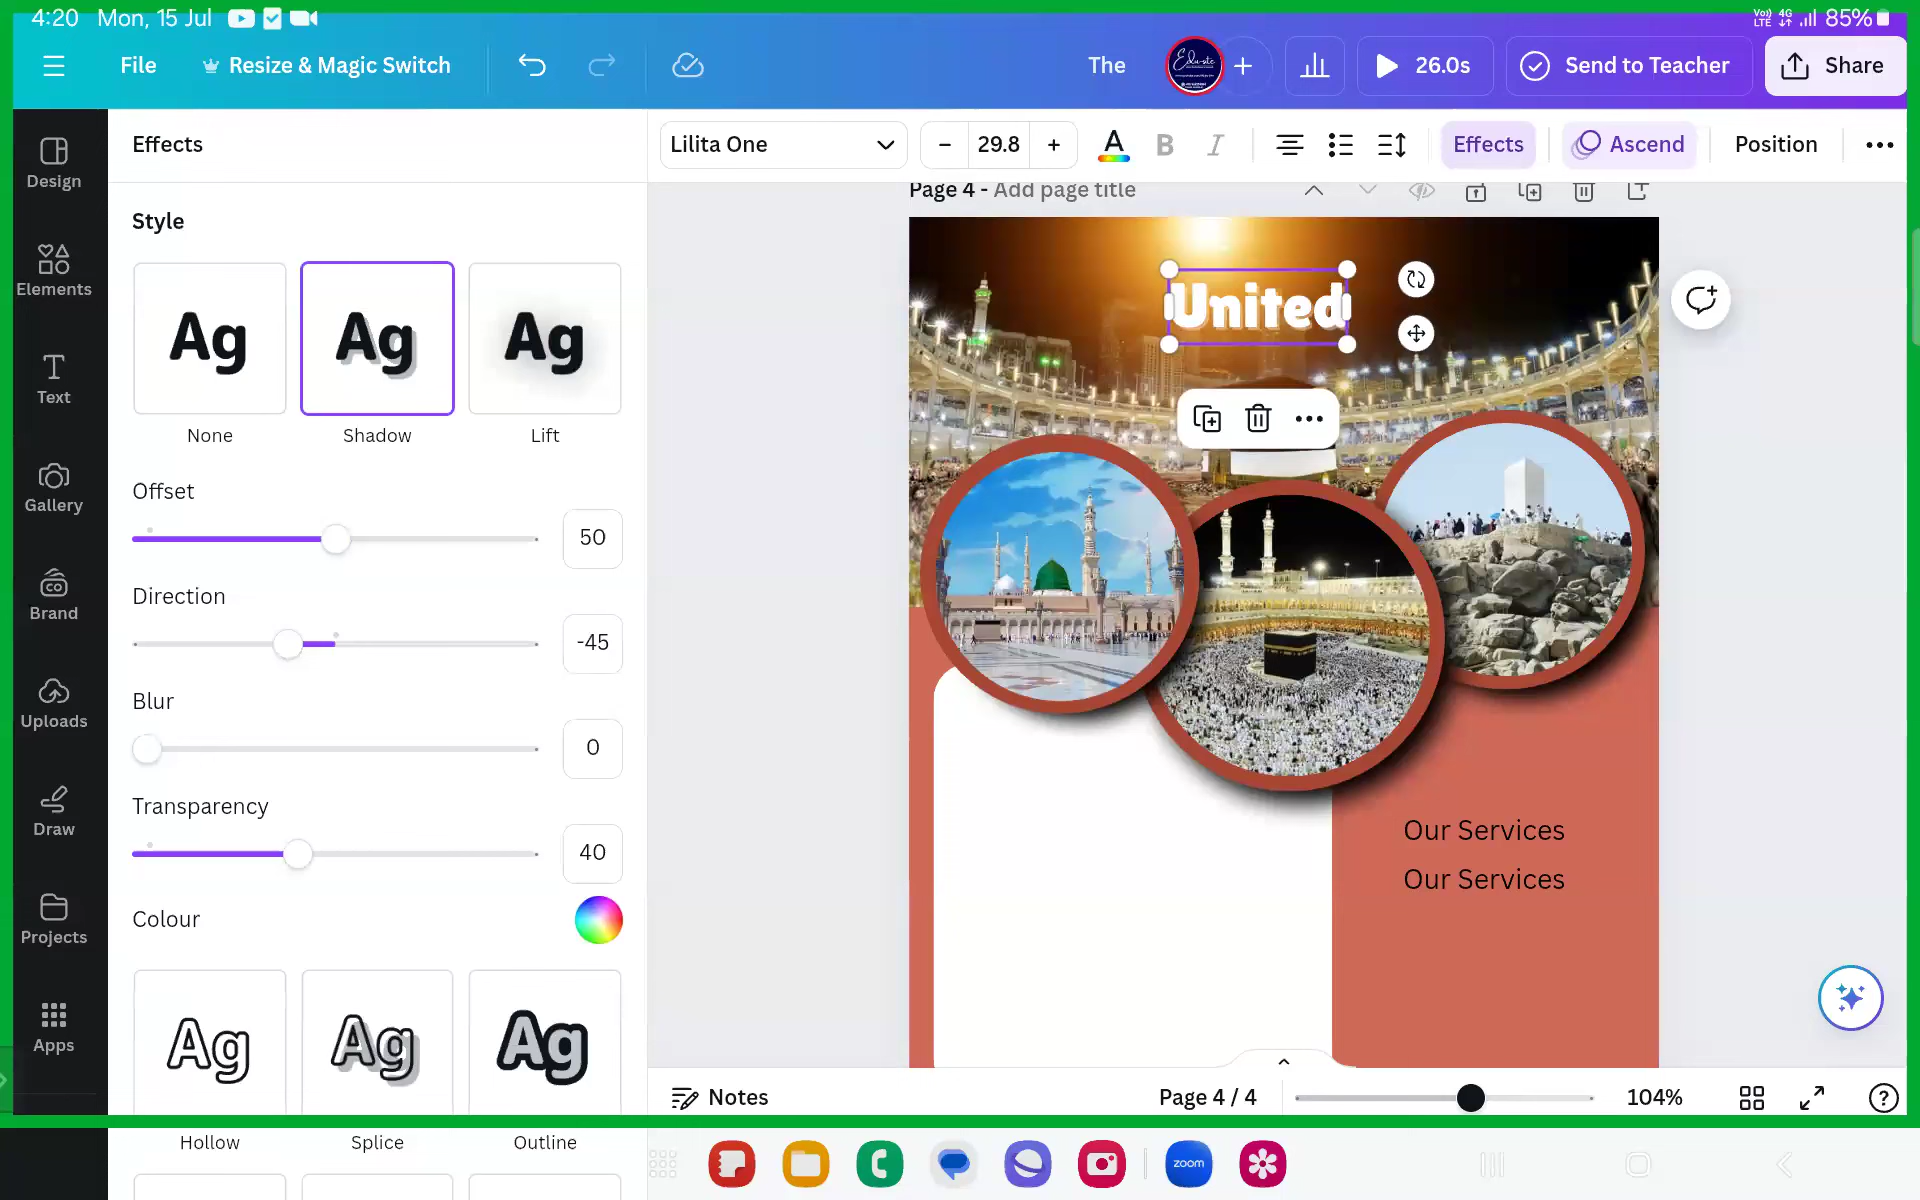 4:20 Mon, 15 Jul
Vo)) LTE 4G 85%
File
Resize & Magic Switch
The
26.0s
Send to Teacher
Share
Effects
Lilita One
29.8
A B I
Effects
Ascend
Position
Page 4 - Add page title
Design
Elements
Text
Gallery
Brand
Uploads
Draw
Projects
Apps
Style
Ag
Ag
Ag
None
Shadow
Lift
Offset
50
Direction
-45
Blur
0
Transparency
40
Colour
Ag
Ag
Ag
Hollow
Splice
Outline
United
Our Services
Our Services
Notes
Page 4 / 4
104%
zoom